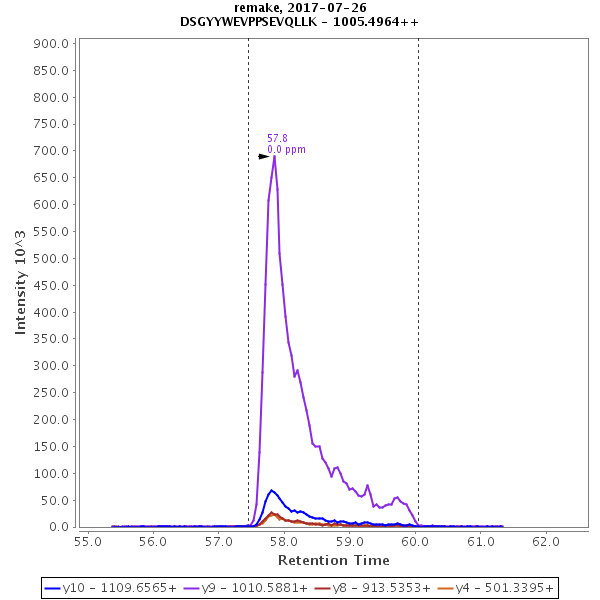 remake, 2017-07-26
DSGYYWEVPPSEVQLLK - 1005.4964++
900.0
850.0
800.0
750.0
700.0
650.0
600.0
550.0
500.0
450.0
400.0
350.0
300.0
250.0
200.0
150.0
100.0
50.0
0.0
Intensity 10^3
57.8
0.0 ppm
55.0 56.0 57.0 58.0 59.0 60.0 61.0 62.0
Retention Time
y10 - 1109.6565+ y9 - 1010.5881+ y8 - 913.5353+ y4 - 501.3395+